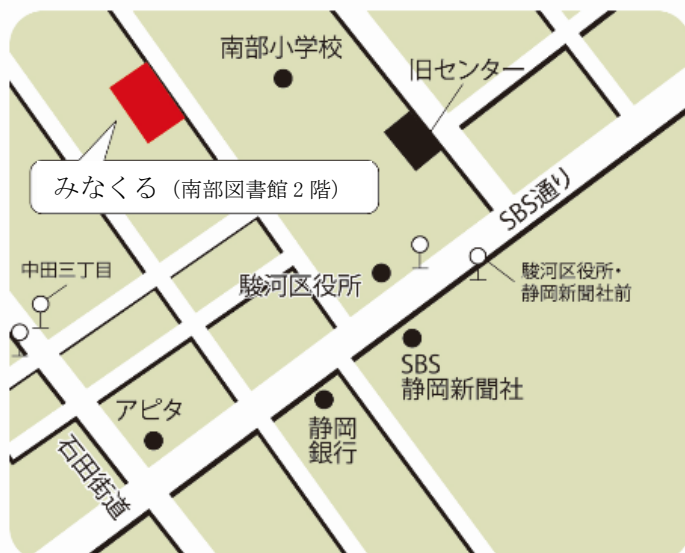 南部小学校
旧センター
みなくる（南部図書館２階）
SBS通り
中田三丁目
駿河区役所
駿河区役所・
静岡新聞社前
SBS
静岡新聞社
アピタ
静岡
銀行
石田街道